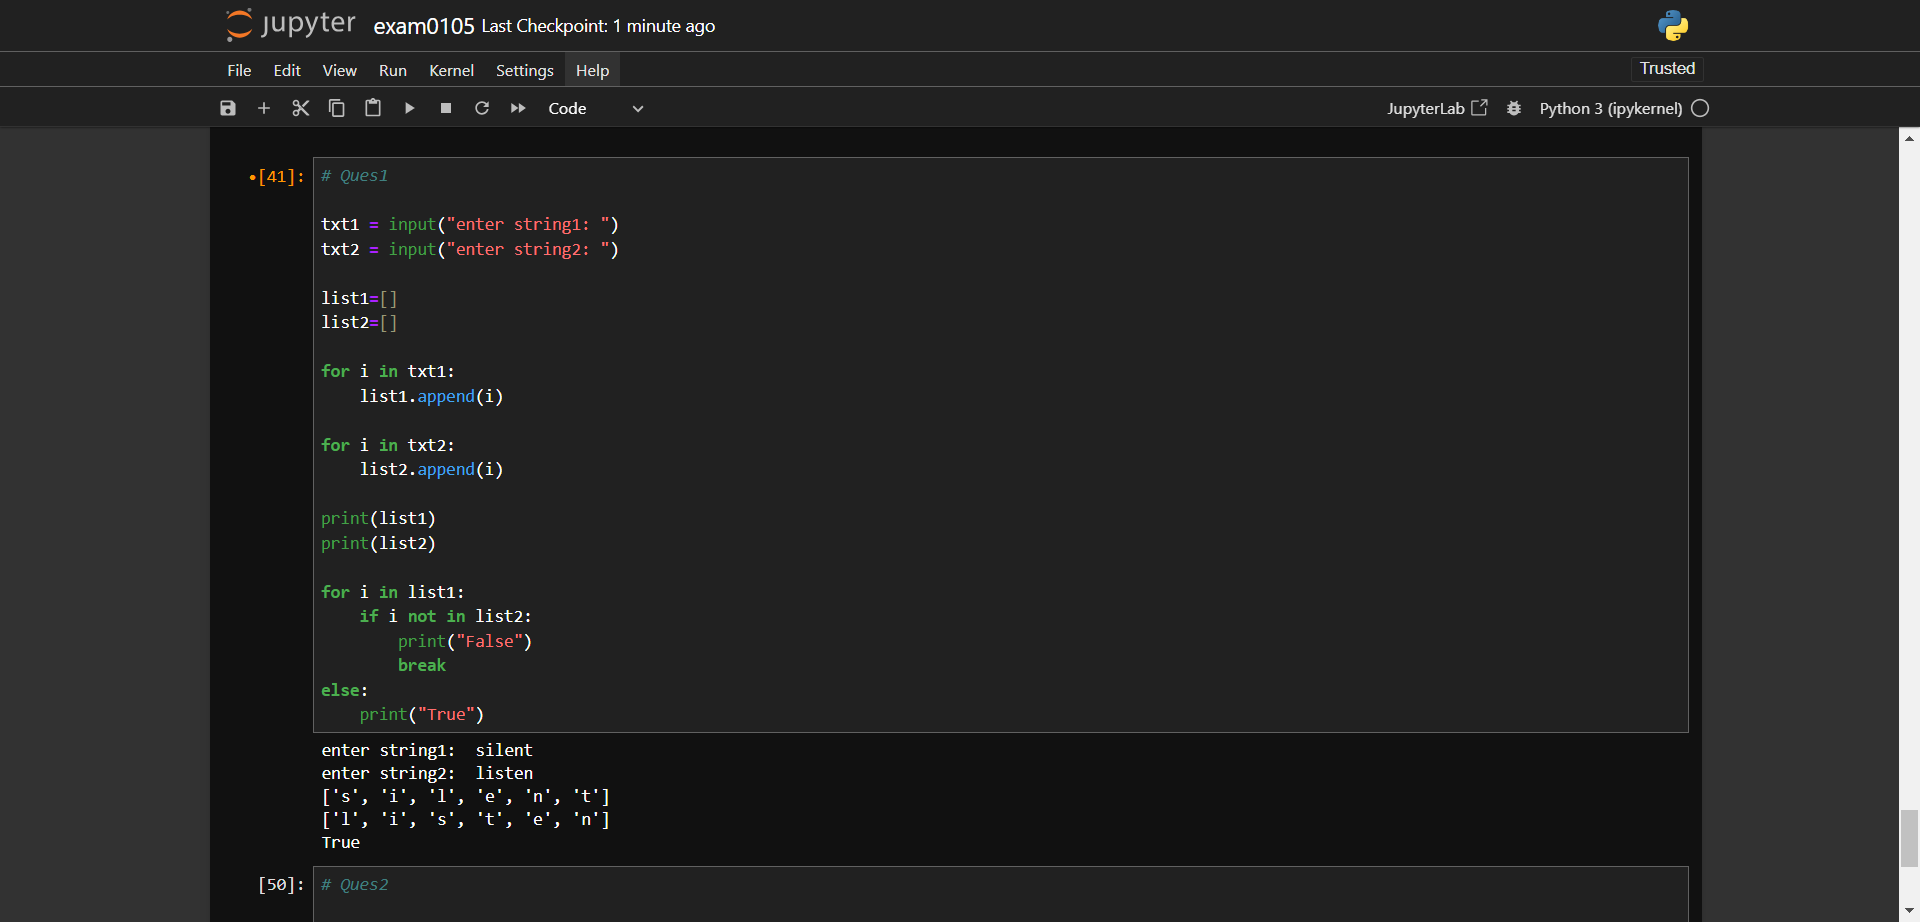 jupyter exam0105 Last Checkpoint: 1 minute ago
File Edit View Run Kernel Settings Help Trusted
Code JupyterLab Python 3 (ipykernel)
•[41]: # Ques1
txt1 = input("enter string1: ")
txt2 = input("enter string2: ")
list1=[]
list2=[]
for i in txt1:
    list1.append(i)
for i in txt2:
    list2.append(i)
print(list1)
print(list2)
for i in list1:
    if i not in list2:
        print("False")
        break
else:
    print("True")
enter string1:  silent
enter string2:  listen
['s', 'i', 'l', 'e', 'n', 't']
['l', 'i', 's', 't', 'e', 'n']
True
[50]: # Ques2